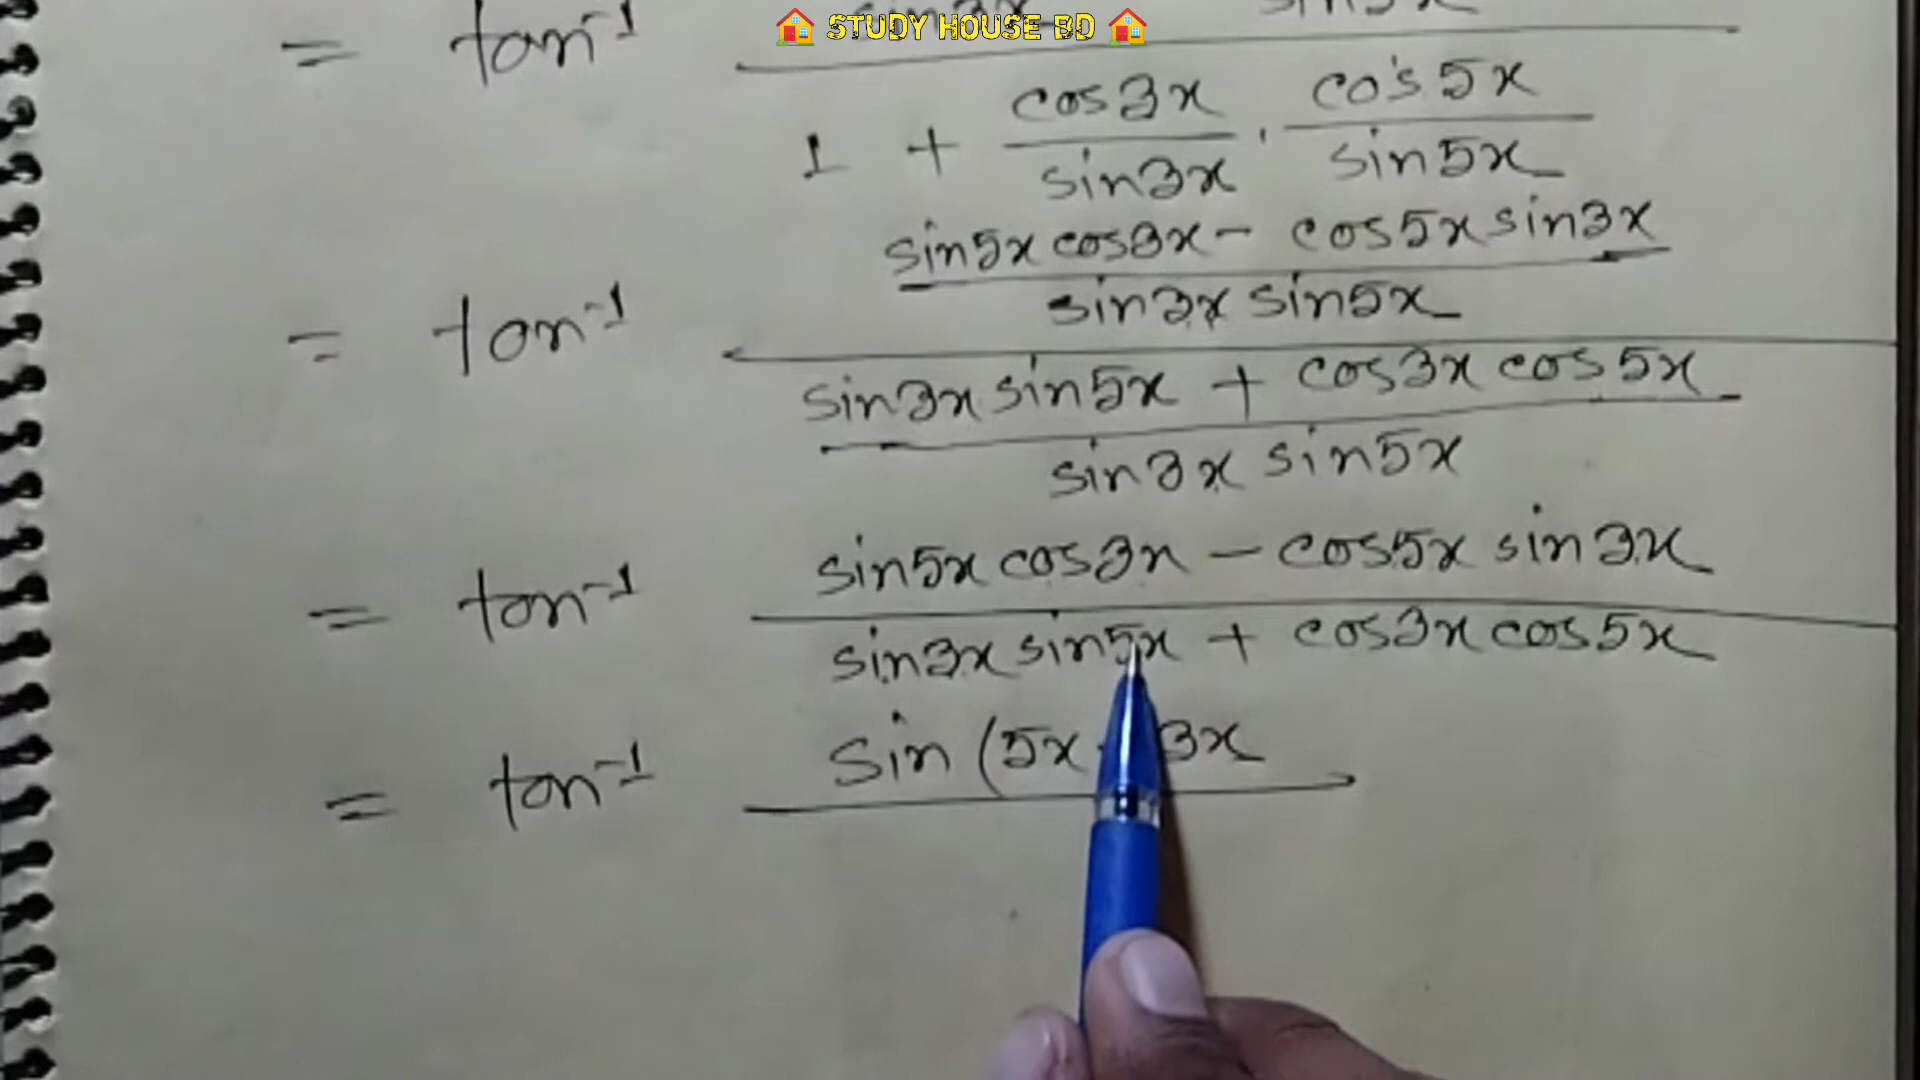 🏠 STUDY HOUSE BD 🏠
= tan⁻¹
1 + cos3x/sin3x · cos5x/sin5x
sin5x cos3x - cos5x sin3x
sin3x sin5x
= tan⁻¹
sin3x sin5x + cos3x cos5x
sin3x sin5x
= tan⁻¹ sin5x cos3x - cos5x sin3x
sin3x sin5x + cos3x cos5x
= tan⁻¹ sin (5x - 3x